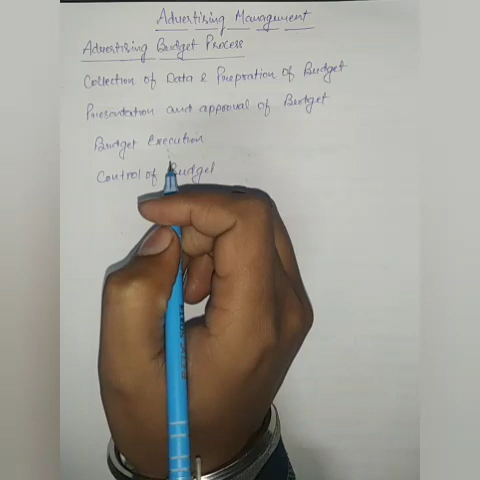 Advertising Management
Advertising Budget Process
Collection of Data & Prepration of Budget
Presentation and approval of Budget
Budget Execution
Control of Budget